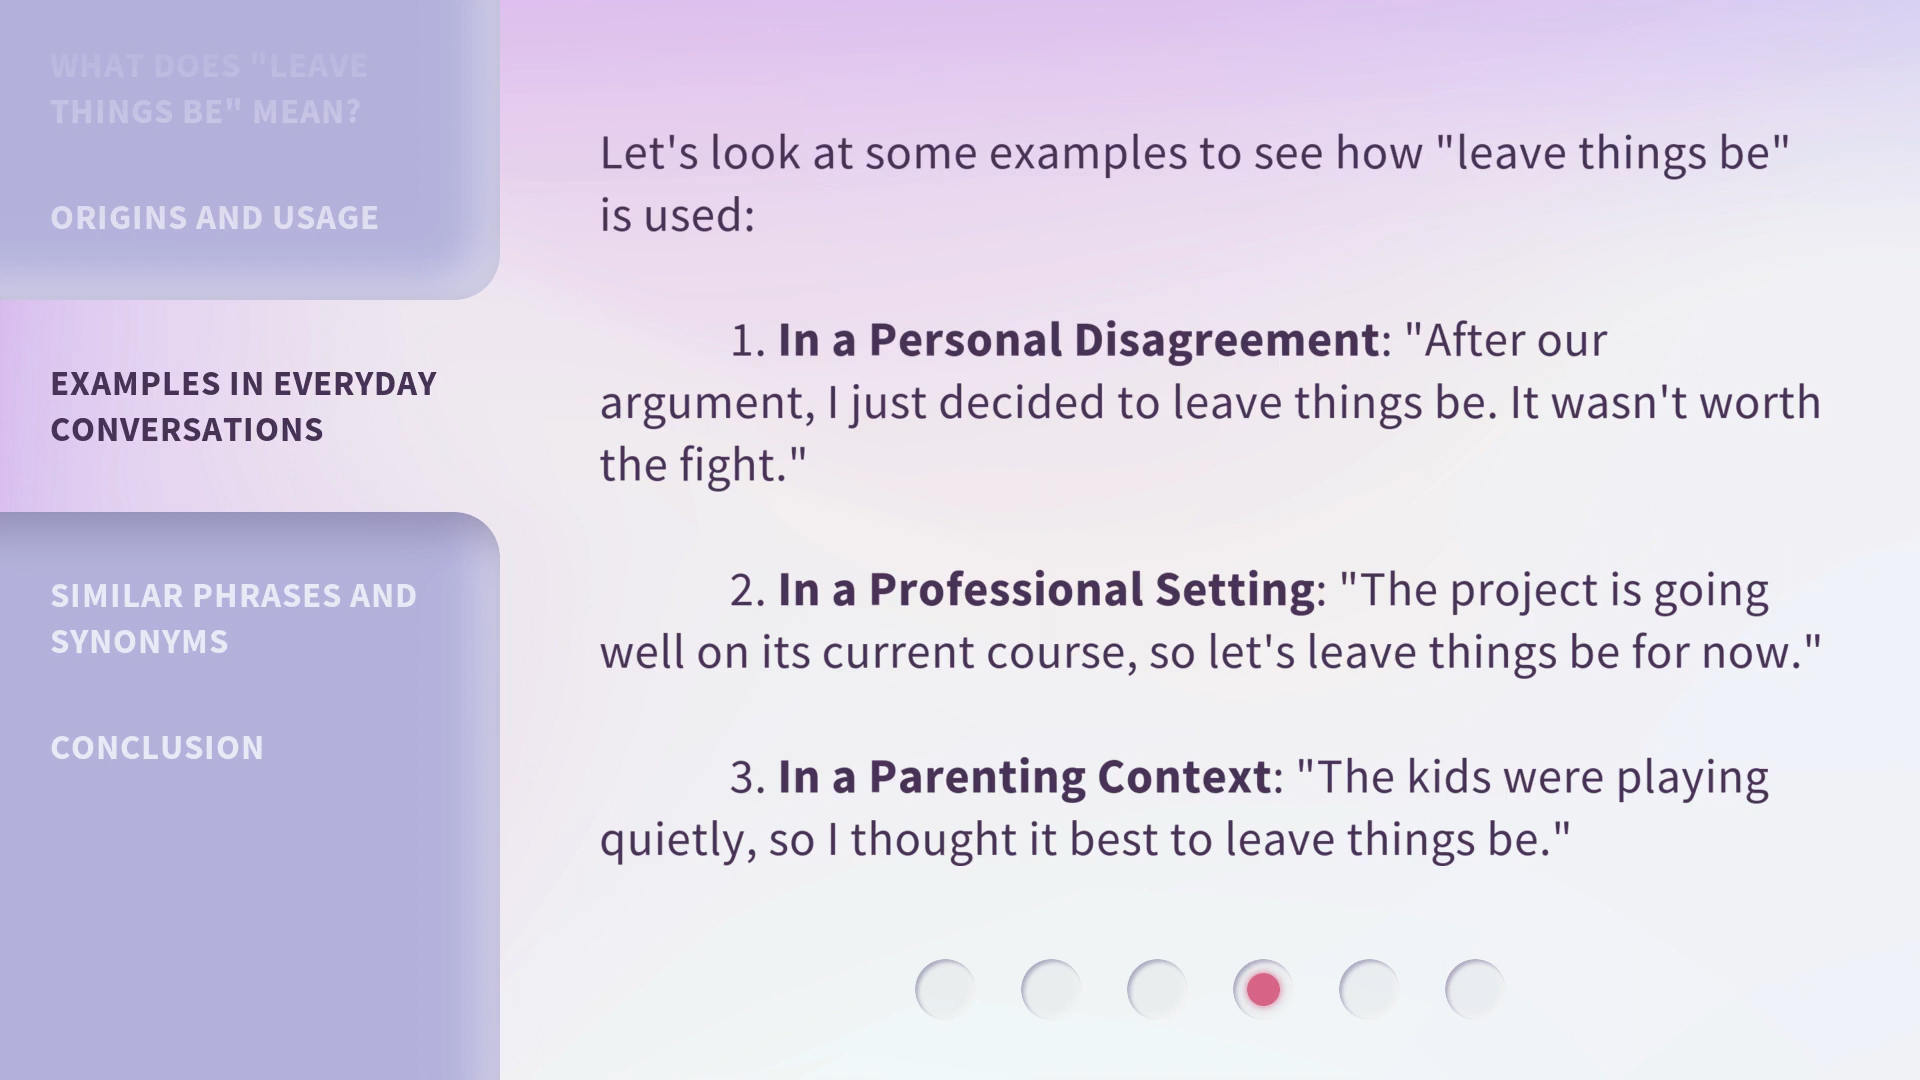 WHAT DOES "LEAVE
THINGS BE" MEAN?
ORIGINS AND USAGE
EXAMPLES IN EVERYDAY
CONVERSATIONS
SIMILAR PHRASES AND
SYNONYMS
CONCLUSION
Let's look at some examples to see how "leave things be"
is used:
1. In a Personal Disagreement: "After our
argument, I just decided to leave things be. It wasn't worth
the fight."
2. In a Professional Setting: "The project is going
well on its current course, so let's leave things be for now."
3. In a Parenting Context: "The kids were playing
quietly, so I thought it best to leave things be."